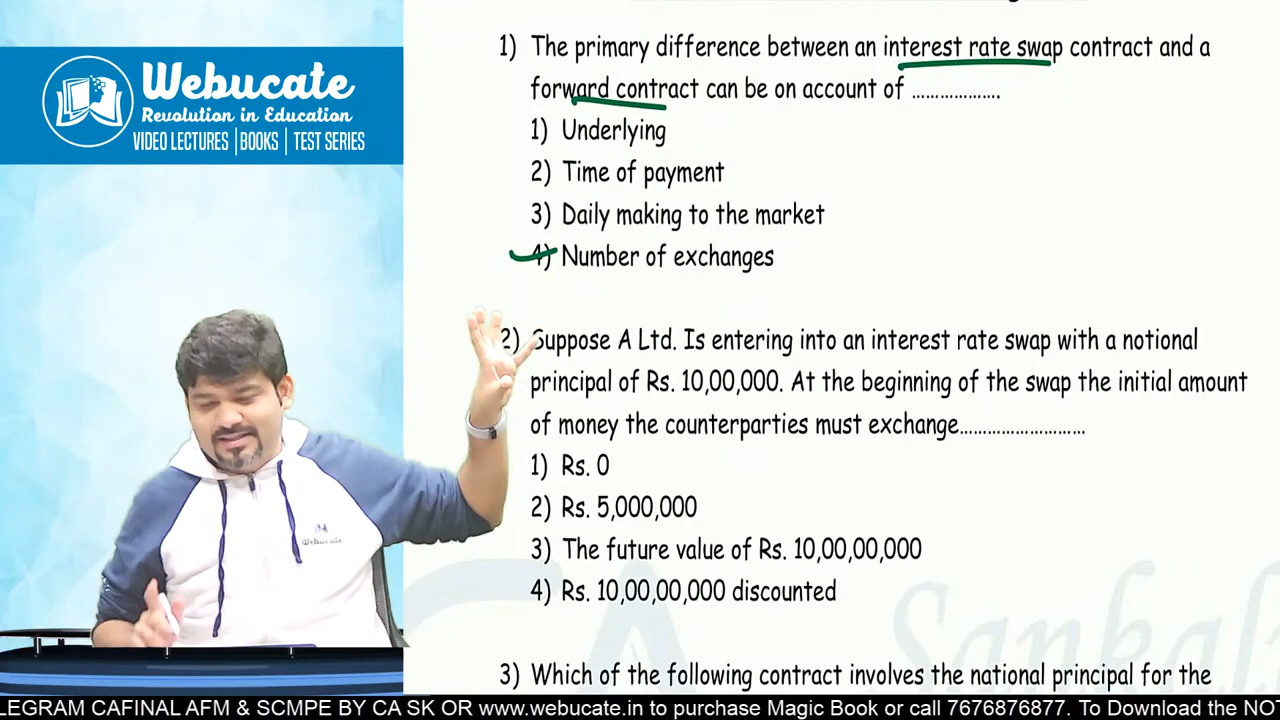 Webucate
Revolution in Education
VIDEO LECTURES | BOOKS | TEST SERIES
1) The primary difference between an interest rate swap contract and a
forward contract can be on account of ..................
1) Underlying
2) Time of payment
3) Daily making to the market
4) Number of exchanges
2) Suppose A Ltd. Is entering into an interest rate swap with a notional
principal of Rs. 10,00,000. At the beginning of the swap the initial amount
of money the counterparties must exchange.........................
1) Rs. 0
2) Rs. 5,000,000
3) The future value of Rs. 10,00,00,000
4) Rs. 10,00,00,000 discounted
3) Which of the following contract involves the national principal for the
Webucate
LEGRAM CAFINAL AFM & SCMPE BY CA SK OR www.webucate.in to purchase Magic Book or call 7676876877. To Download the NO